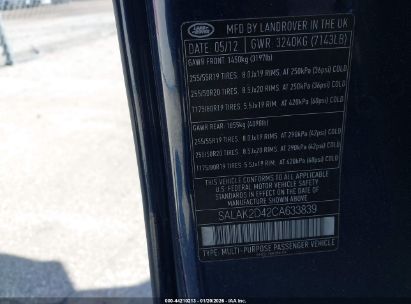 LAND ROVER
MFD BY LANDROVER IN THE UK
DATE 05/12 GWR. 3240KG (7143LB)
GAWR FRONT 1450kg (3197lb)
255/55R19 TIRES. 8.0Jx19 RIMS. AT 250kPa (36psi) COLD
255/50R20 TIRES. 8.5Jx20 RIMS. AT 250kPa (36psi) COLD
T175/80R19 TIRES. 5.5Jx19 RIM. AT 420kPa (60psi) COLD
GAWR REAR. 1855kg (4090lb)
255/55R19 TIRES. 8.0Jx19 RIMS. AT 290kPa (42psi) COLD
255/50R20 TIRES. 8.5Jx20 RIMS. AT 290kPa (42psi) COLD
T175/80R19 TIRES. 5.5Jx19 RIM. AT 420kPa (60psi) COLD
THIS VEHICLE CONFORMS TO ALL APPLICABLE
U.S. FEDERAL MOTOR VEHICLE SAFETY
STANDARDS IN EFFECT ON THE DATE OF
MANUFACTURE SHOWN ABOVE
SALAK2D42CA633839
TYPE: MULTI-PURPOSE PASSENGER VEHICLE